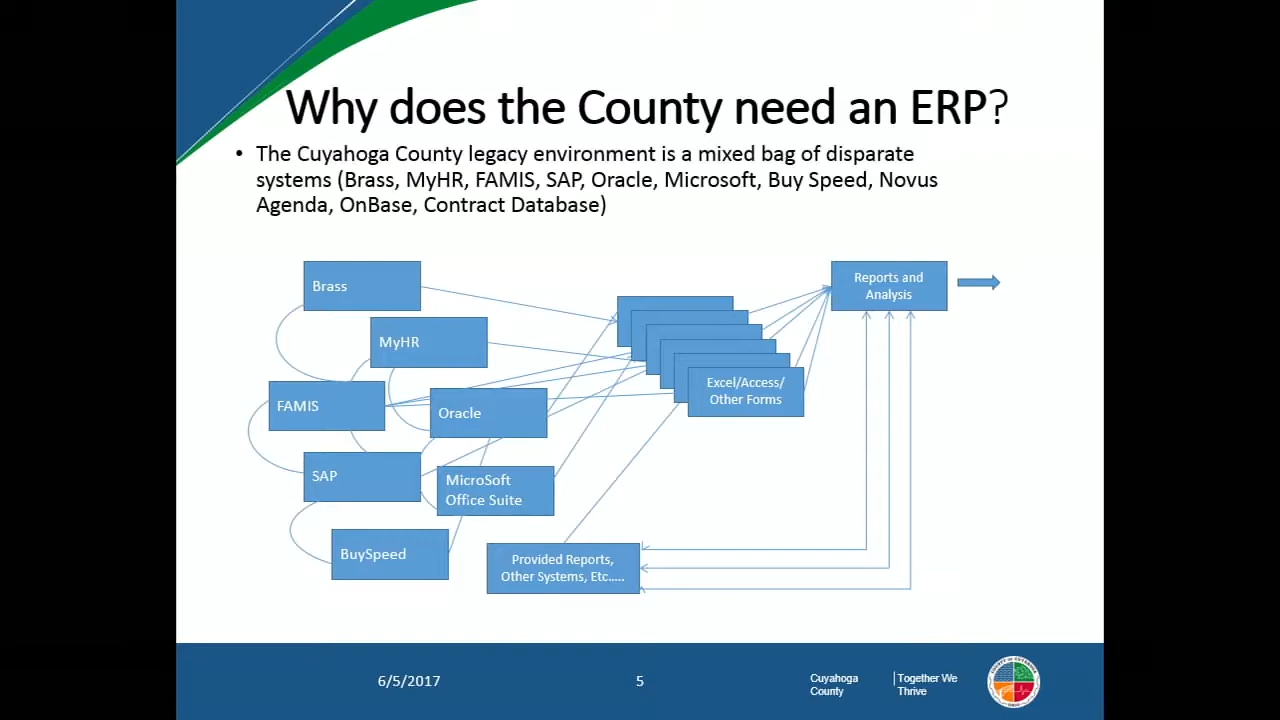 Why does the County need an ERP?
• The Cuyahoga County legacy environment is a mixed bag of disparate
systems (Brass, MyHR, FAMIS, SAP, Oracle, Microsoft, Buy Speed, Novus
Agenda, OnBase, Contract Database)
Brass
MyHR
FAMIS
Oracle
SAP
MicroSoft
Office Suite
BuySpeed
Excel/Access/
Other Forms
Reports and
Analysis
Provided Reports,
Other Systems, Etc.....
6/5/2017
5
Cuyahoga
County
Together We
Thrive